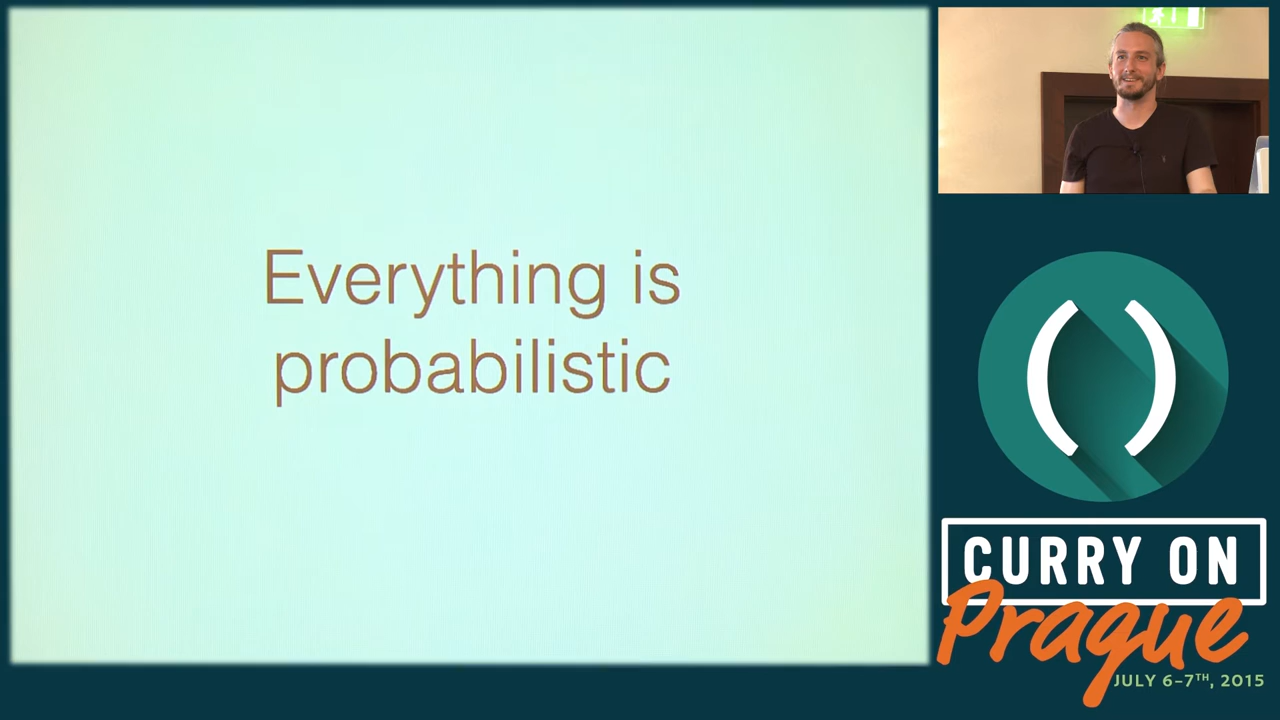 Everything is
probabilistic
CURRY ON
Prague
JULY 6-7TH, 2015